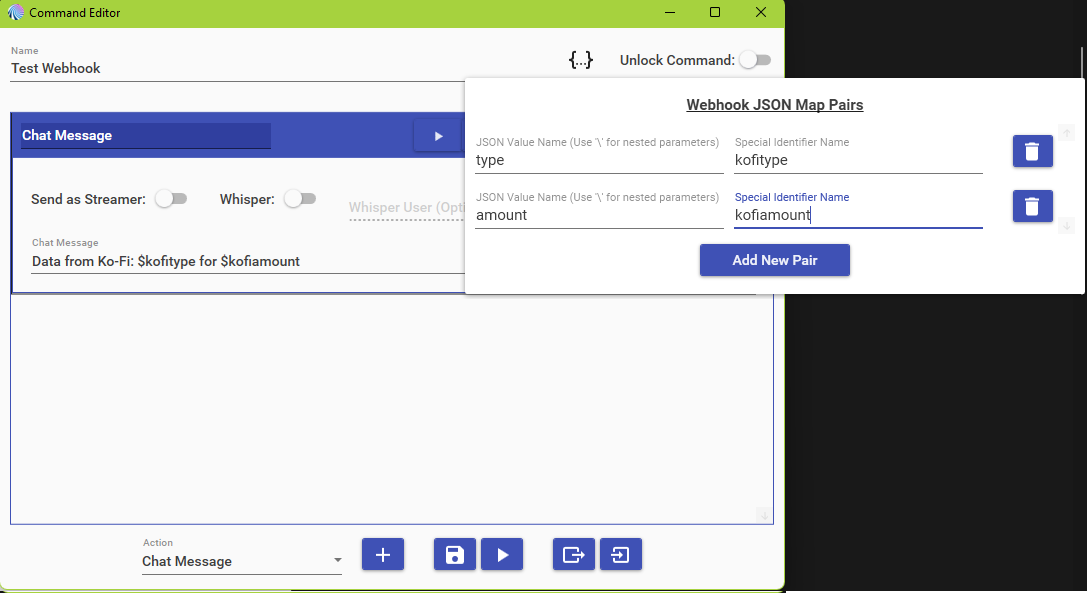 Command Editor
Name
Test Webhook
{...}
Unlock Command:
Webhook JSON Map Pairs
JSON Value Name (Use '\' for nested parameters)
Special Identifier Name
type
kofitype
JSON Value Name (Use '\' for nested parameters)
Special Identifier Name
amount
kofiamount
Add New Pair
Chat Message
Send as Streamer:
Whisper:
Whisper User (Opti
Chat Message
Data from Ko-Fi: $kofitype for $kofiamount
Action
Chat Message